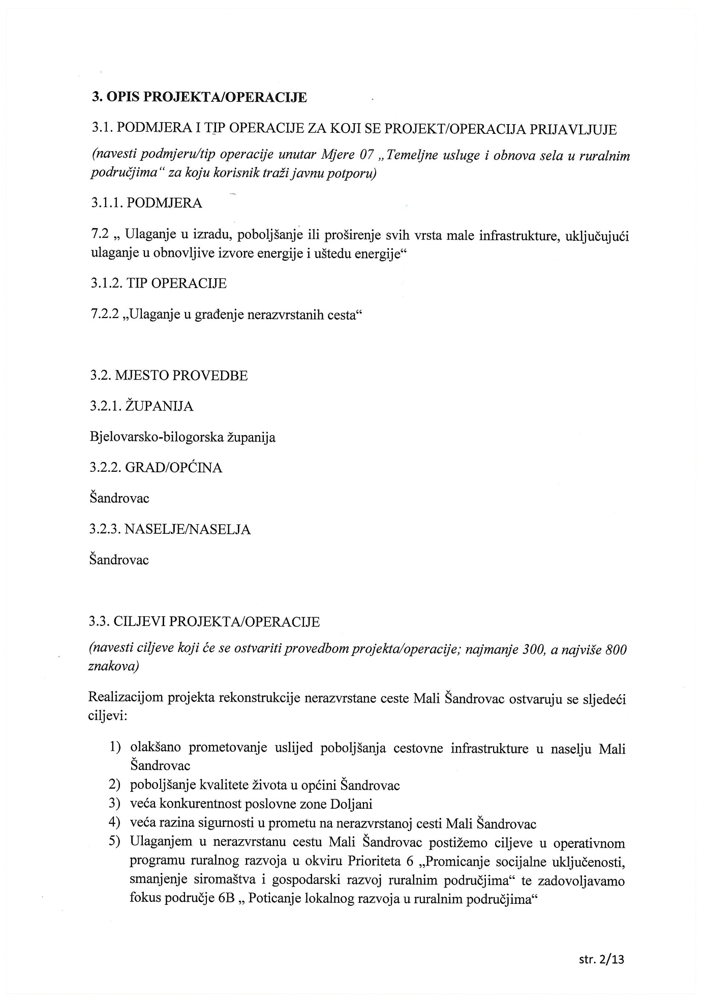 3. OPIS PROJEKTA/OPERACIJE
3.1. PODMJERA I TIP OPERACIJE ZA KOJI SE PROJEKT/OPERACIJA PRIJAVLJUJE
(navesti podmjeru/tip operacije unutar Mjere 07 „Temeljne usluge i obnova sela u ruralnim
područjima“ za koju korisnik traži javnu potporu)
3.1.1. PODMJERA
7.2 „ Ulaganje u izradu, poboljšanje ili proširenje svih vrsta male infrastrukture, uključujući
ulaganje u obnovljive izvore energije i uštedu energije“
3.1.2. TIP OPERACIJE
7.2.2 „Ulaganje u građenje nerazvrstanih cesta“
3.2. MJESTO PROVEDBE
3.2.1. ŽUPANIJA
Bjelovarsko-bilogorska županija
3.2.2. GRAD/OPĆINA
Šandrovac
3.2.3. NASELJE/NASELJA
Šandrovac
3.3. CILJEVI PROJEKTA/OPERACIJE
(navesti ciljeve koji će se ostvariti provedbom projekta/operacije; najmanje 300, a najviše 800
znakova)
Realizacijom projekta rekonstrukcije nerazvrstane ceste Mali Šandrovac ostvaruju se sljedeći
ciljevi:
1) olakšano prometovanje uslijed poboljšanja cestovne infrastrukture u naselju Mali
Šandrovac
2) poboljšanje kvalitete života u općini Šandrovac
3) veća konkurentnost poslovne zone Doljani
4) veća razina sigurnosti u prometu na nerazvrstanoj cesti Mali Šandrovac
5) Ulaganjem u nerazvrstanu cestu Mali Šandrovac postižemo ciljeve u operativnom
programu ruralnog razvoja u okviru Prioriteta 6 „Promicanje socijalne uključenosti,
smanjenje siromaštva i gospodarski razvoj ruralnim područjima“ te zadovoljavamo
fokus područje 6B „ Poticanje lokalnog razvoja u ruralnim područjima“
str. 2/13